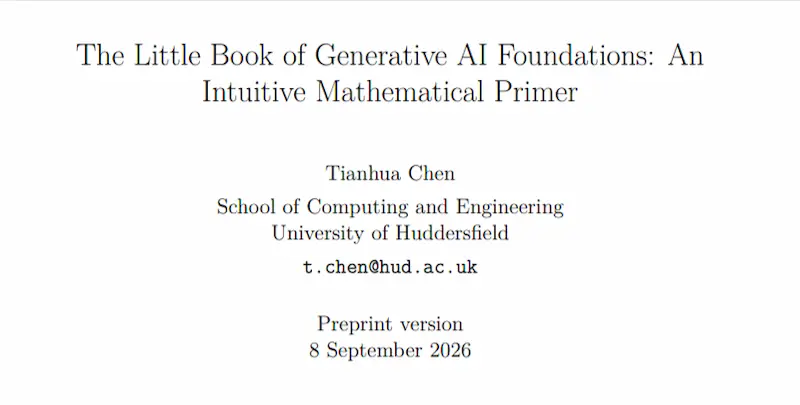 The Little Book of Generative AI Foundations: An
Intuitive Mathematical Primer
Tianhua Chen
School of Computing and Engineering
University of Huddersfield
t.chen@hud.ac.uk
Preprint version
8 September 2026